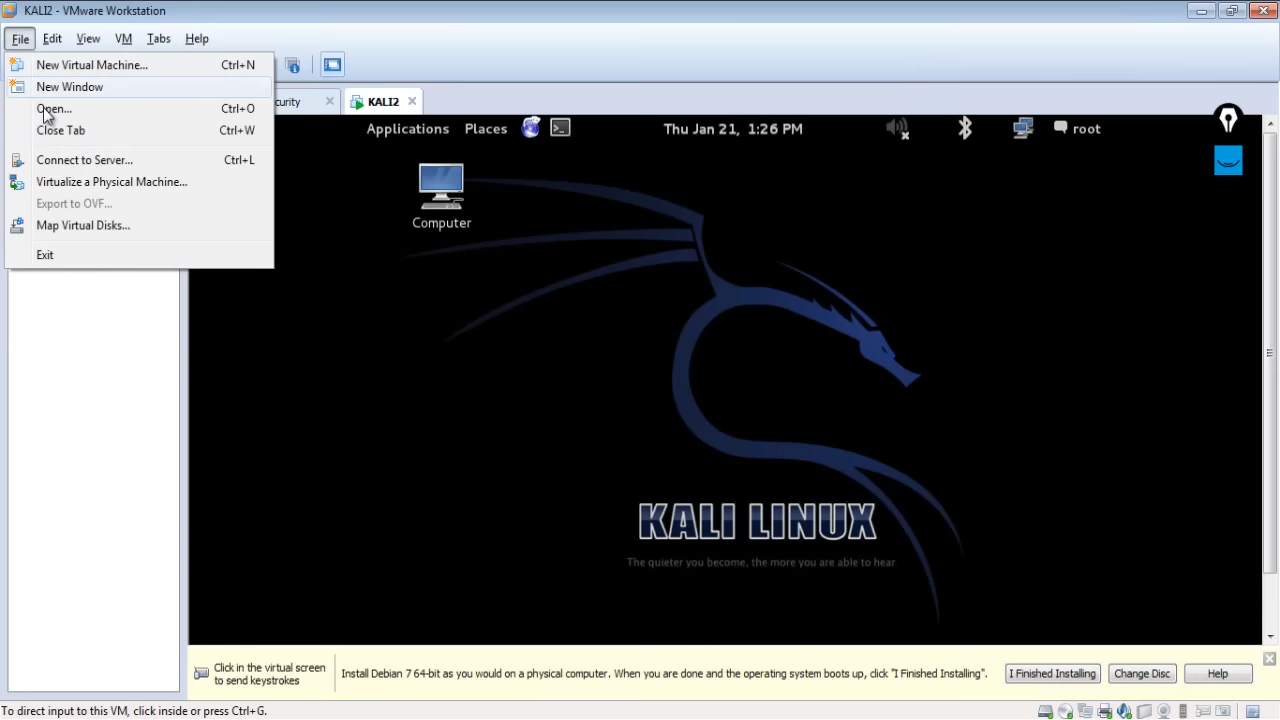 KALI2 - VMware Workstation
File Edit View VM Tabs Help
New Virtual Machine... Ctrl+N
New Window
Open... Ctrl+O
Close Tab Ctrl+W
Connect to Server... Ctrl+L
Virtualize a Physical Machine...
Export to OVF...
Map Virtual Disks...
Exit
curity
KALI2
Applications Places Thu Jan 21, 1:26 PM root
Computer
KALI LINUX
The quieter you become, the more you are able to hear.
Click in the virtual screen
to send keystrokes
Install Debian 7 64-bit as you would on a physical computer. When you are done and the operating system boots up, click "I Finished Installing".
I Finished Installing Change Disc Help
To direct input to this VM, click inside or press Ctrl+G.